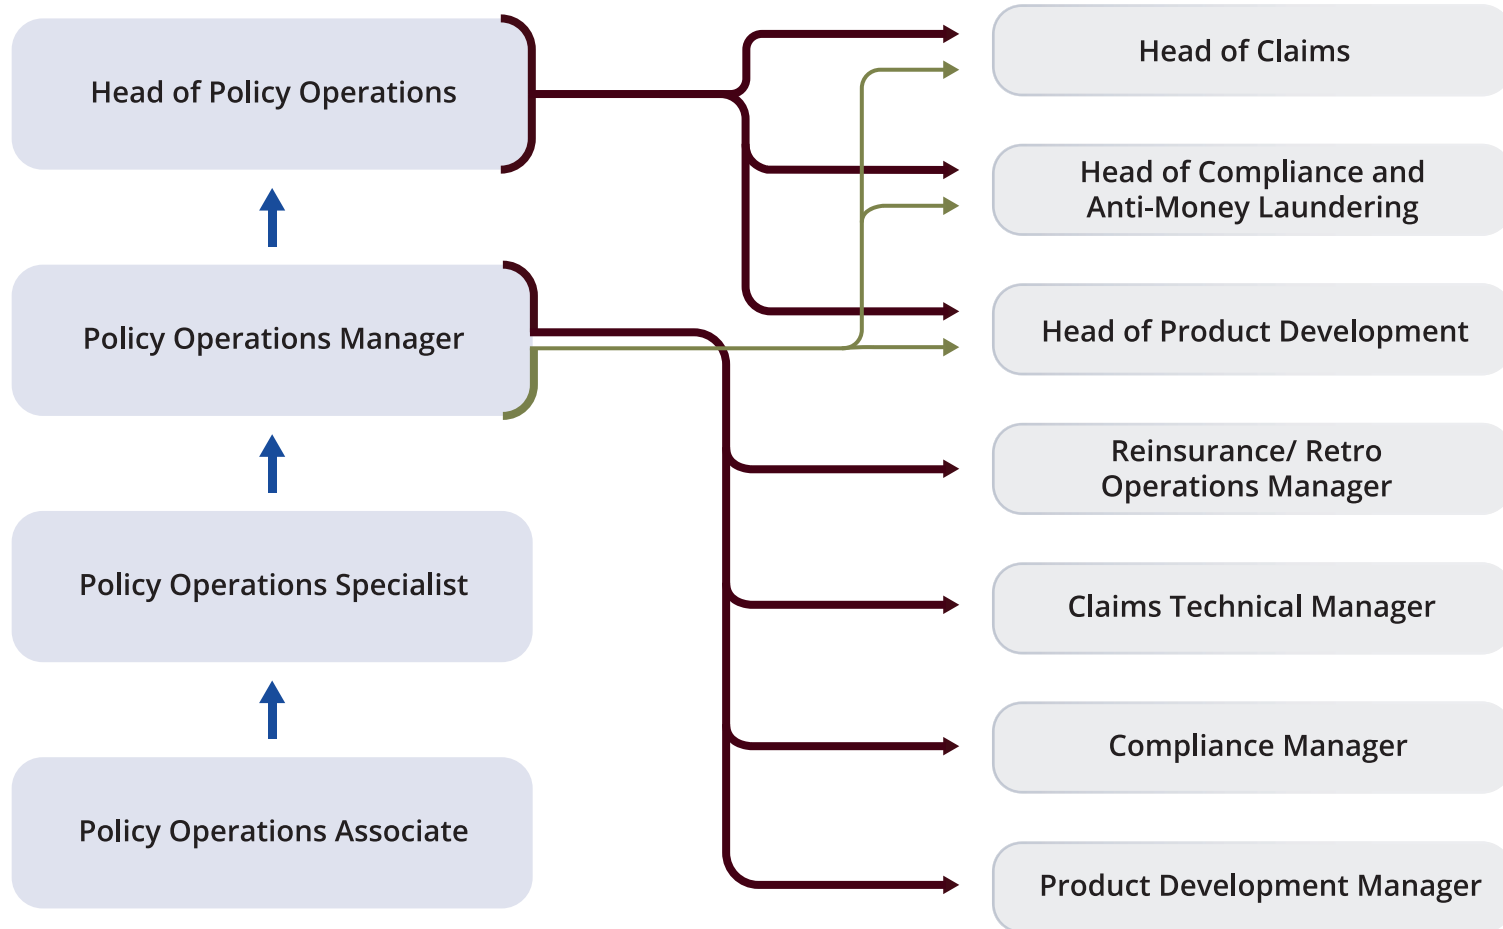 Head of Policy Operations
Policy Operations Manager
Policy Operations Specialist
Policy Operations Associate
Head of Claims
Head of Compliance and
Anti-Money Laundering
Head of Product Development
Reinsurance/ Retro
Operations Manager
Claims Technical Manager
Compliance Manager
Product Development Manager